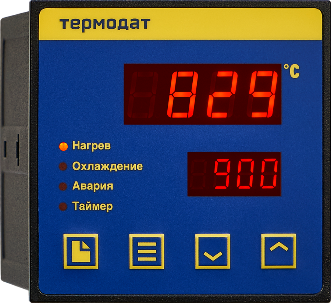 термодат
829 °C
Нагрев
Охлаждение
900
Авария
Таймер